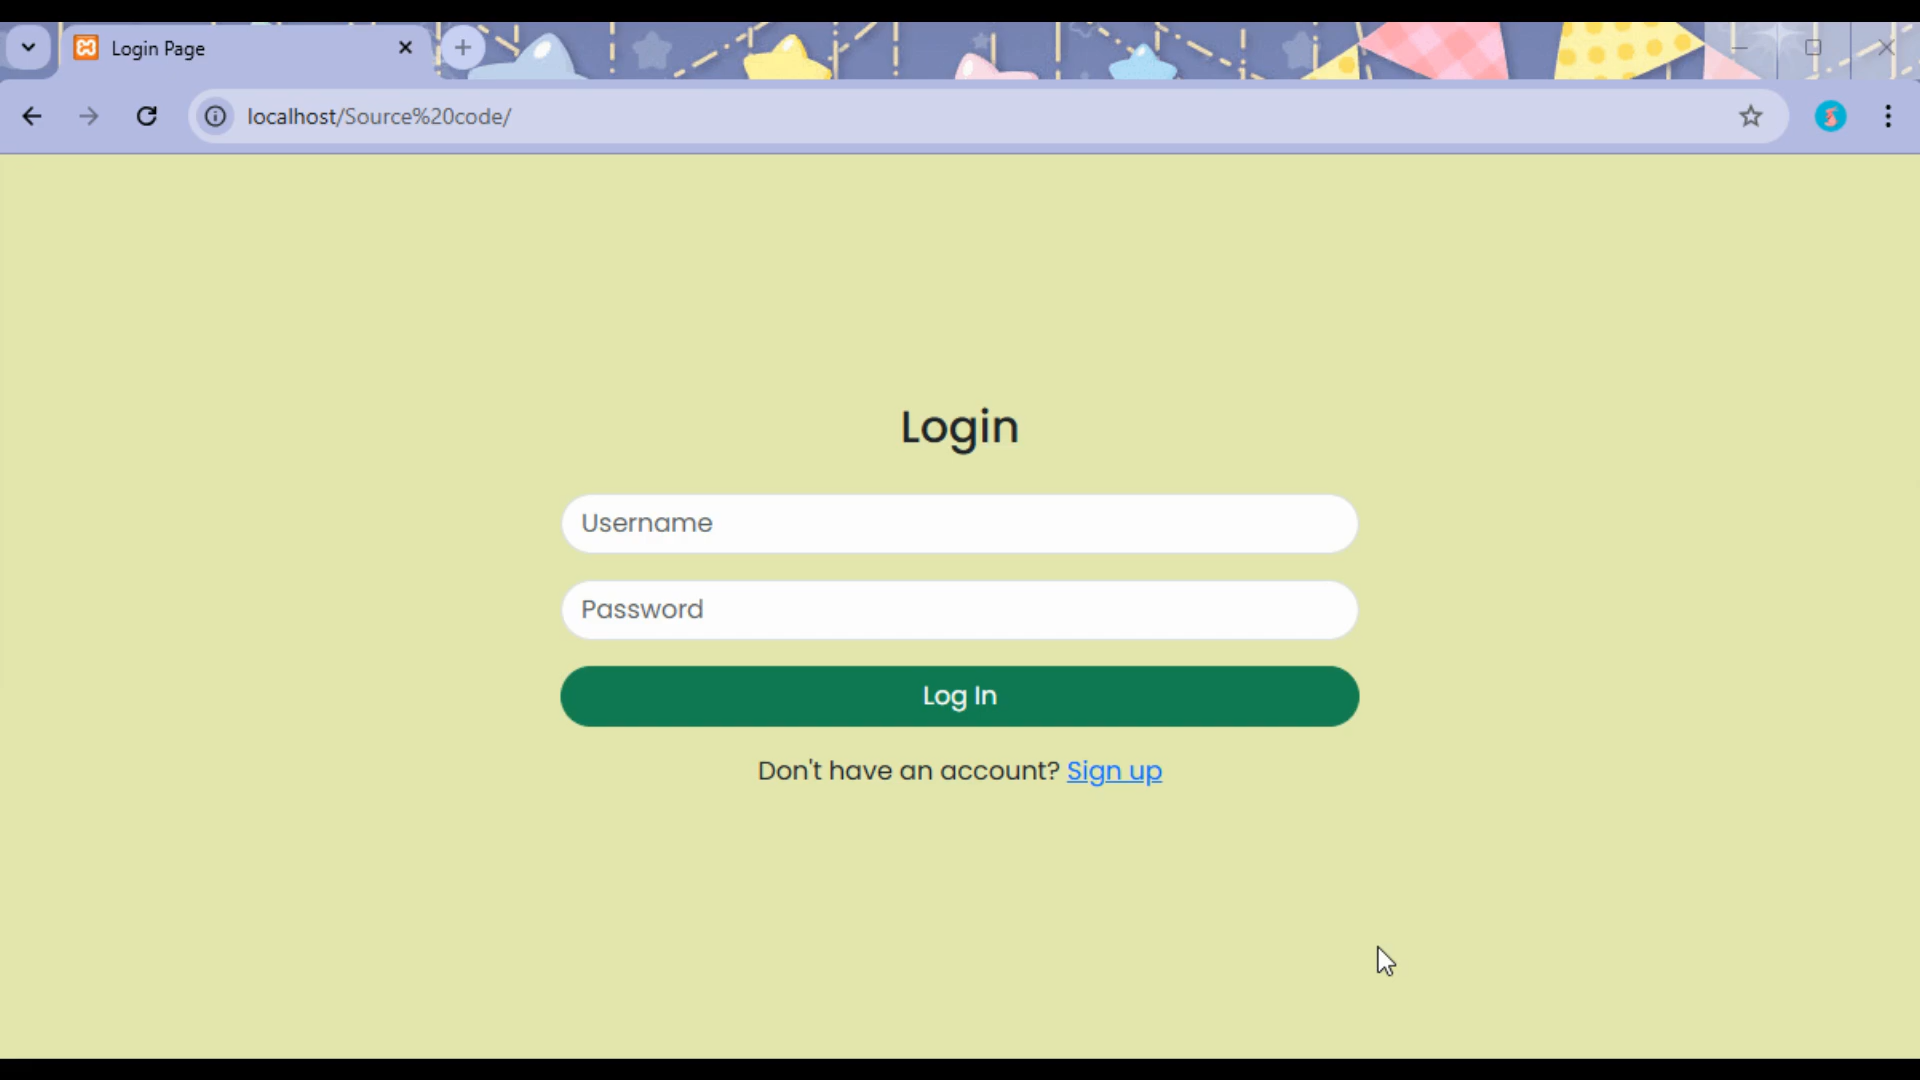 Login Page
localhost/Source%20code/
Login
Username
Password
Log In
Don't have an account? Sign up